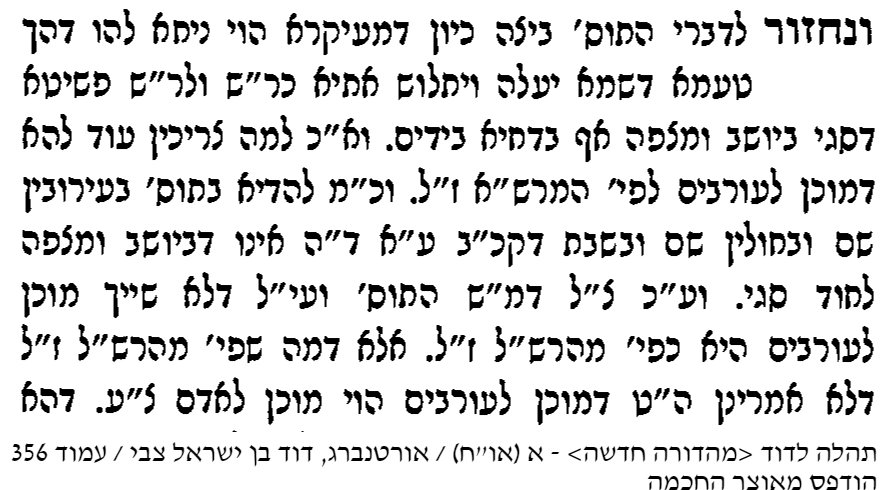 ונחזור לדברי התוס׳ ביצה כיון דמעיקרא הוי ניחא להו דהך
טעמא דשמא יעלה ויתלוש אתיא כר״ש ולר״ש פשיטא
דסגי ביושב ומצפה אף בדחיא בידים. וא״כ למה צריכין עוד להא
דמוכן לעורבים לפי׳ המרש״א ז״ל. וכ״מ להדיא בתוס׳ בעירובין
שם ובחולין שם ובשבת דקכ״ב ע״א ד״ה אינו דביושב ומצפה
לחוד סגי. וע״כ צ״ל דמ״ש התוס׳ ועי״ל דלא שייך מוכן
לעורבים היא כפי׳ מהרש״ל ז״ל. אלא דמה שפי׳ מהרש״ל ז״ל
דלא אמרינן ה״ט דמוכן לעורבים הוי מוכן לאדם צ״ע. דהא
תהלה לדוד <מהדורה חדשה> - א (או״ח) / אורטנברג, דוד בן ישראל צבי / עמוד 356
הודפס מאוצר החכמה